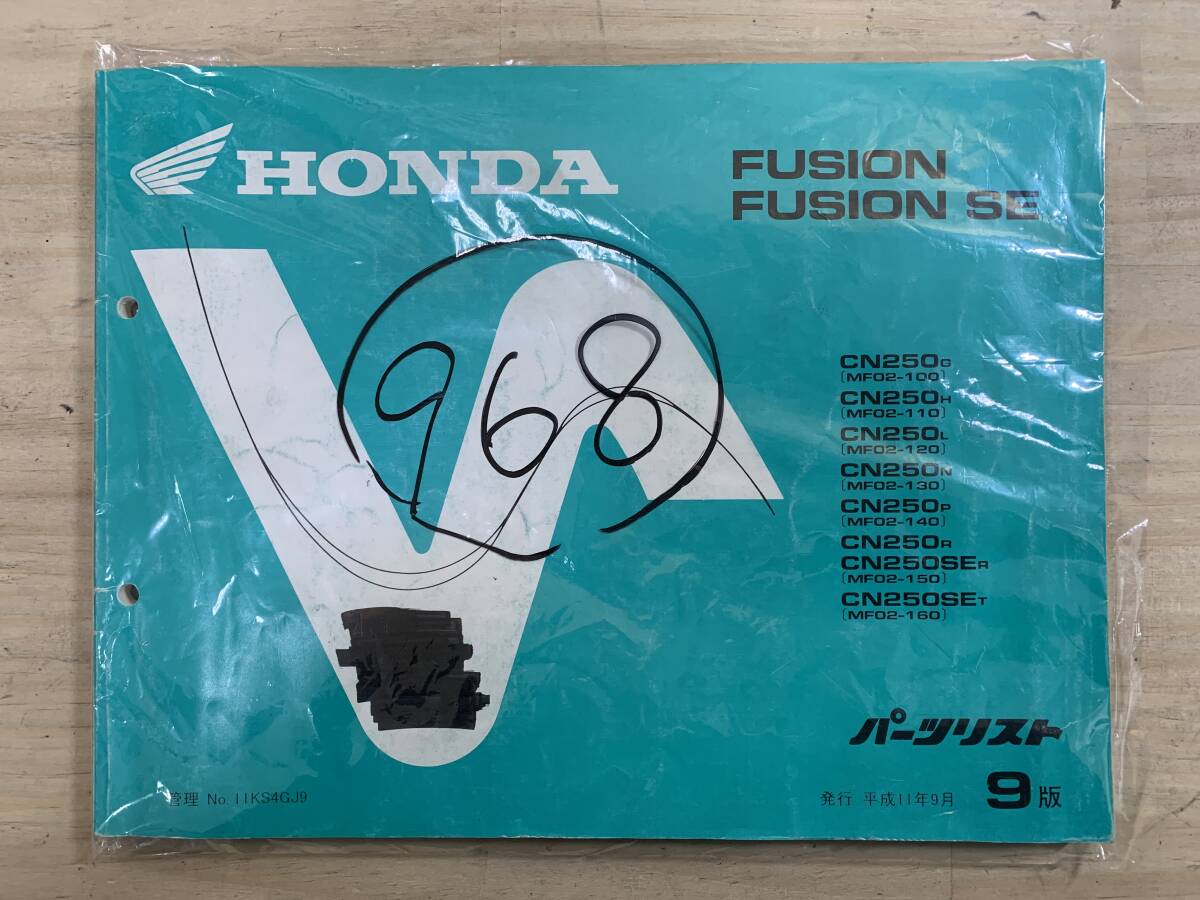 HONDA
FUSION
FUSION SE
968
CN250G
[MF02-100]
CN250H
[MF02-110]
CN250L
[MF02-120]
CN250N
[MF02-130]
CN250P
[MF02-140]
CN250R
CN250SER
[MF02-150]
CN250SET
[MF02-160]
パーツリスト
管理 No. 11KS4GJ9
発行 平成11年9月 9版